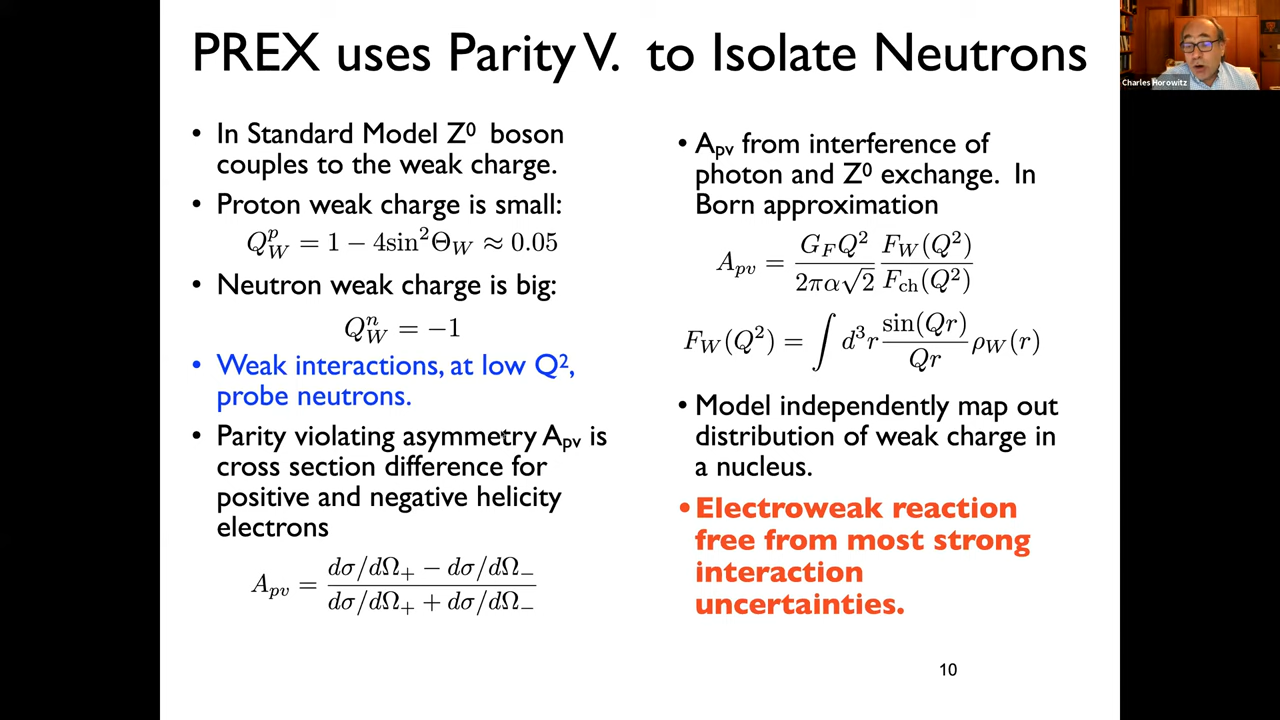 PREX uses Parity V. to Isolate Neutrons
Charles Horowitz
• In Standard Model Z⁰ boson
couples to the weak charge.
• Proton weak charge is small:
Q_W^p = 1 − 4sin²Θ_W ≈ 0.05
• Neutron weak charge is big:
Q_W^n = −1
• Weak interactions, at low Q²,
probe neutrons.
• Parity violating asymmetry A_pv is
cross section difference for
positive and negative helicity
electrons
A_pv = (dσ/dΩ₊ − dσ/dΩ₋) / (dσ/dΩ₊ + dσ/dΩ₋)
• A_pv from interference of
photon and Z⁰ exchange. In
Born approximation
A_pv = (G_F Q² / 2πα√2) (F_W(Q²) / F_ch(Q²))
F_W(Q²) = ∫ d³r (sin(Qr) / Qr) ρ_W(r)
• Model independently map out
distribution of weak charge in
a nucleus.
• Electroweak reaction
free from most strong
interaction
uncertainties.
10